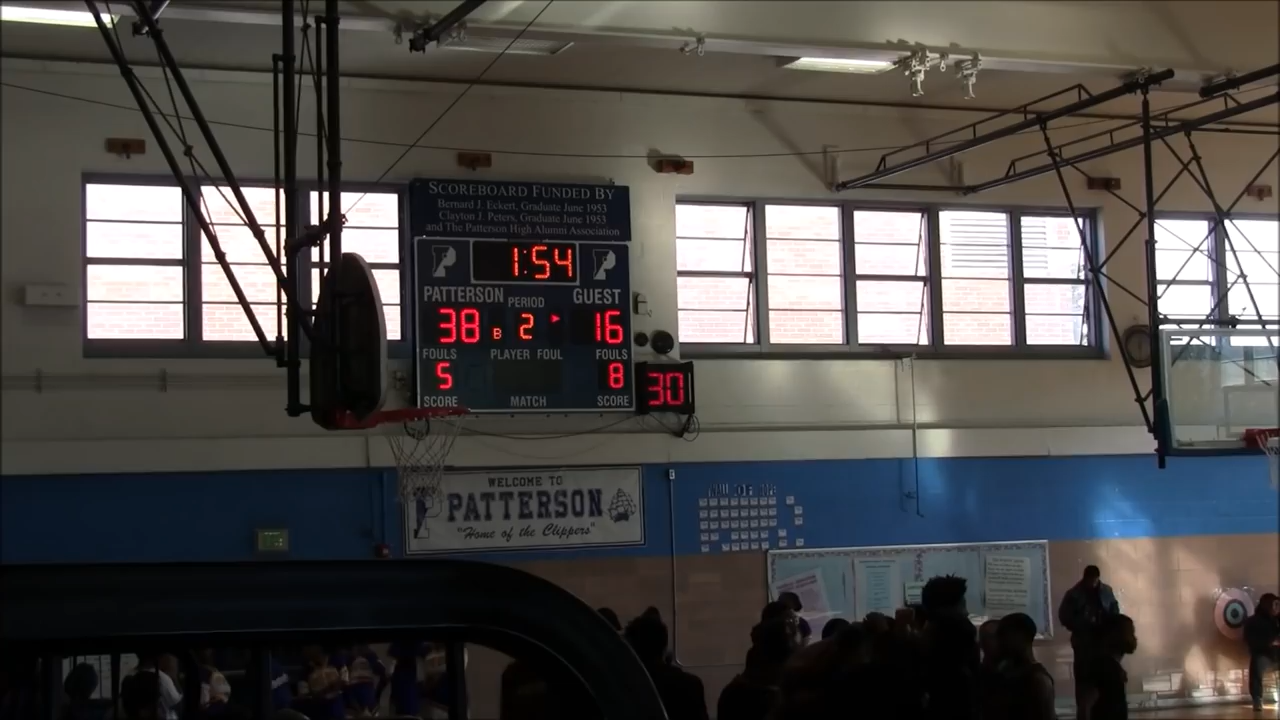 SCOREBOARD FUNDED BY
Bernard J. Eckert, Graduate June 1953
Clayton J. Peters, Graduate June 1953
and The Patterson High Alumni Association
P 1:54 P
PATTERSON PERIOD GUEST
38 B 2 16
FOULS PLAYER FOUL FOULS
5 8 30
SCORE MATCH SCORE
WELCOME TO
PATTERSON
"Home of the Clippers"